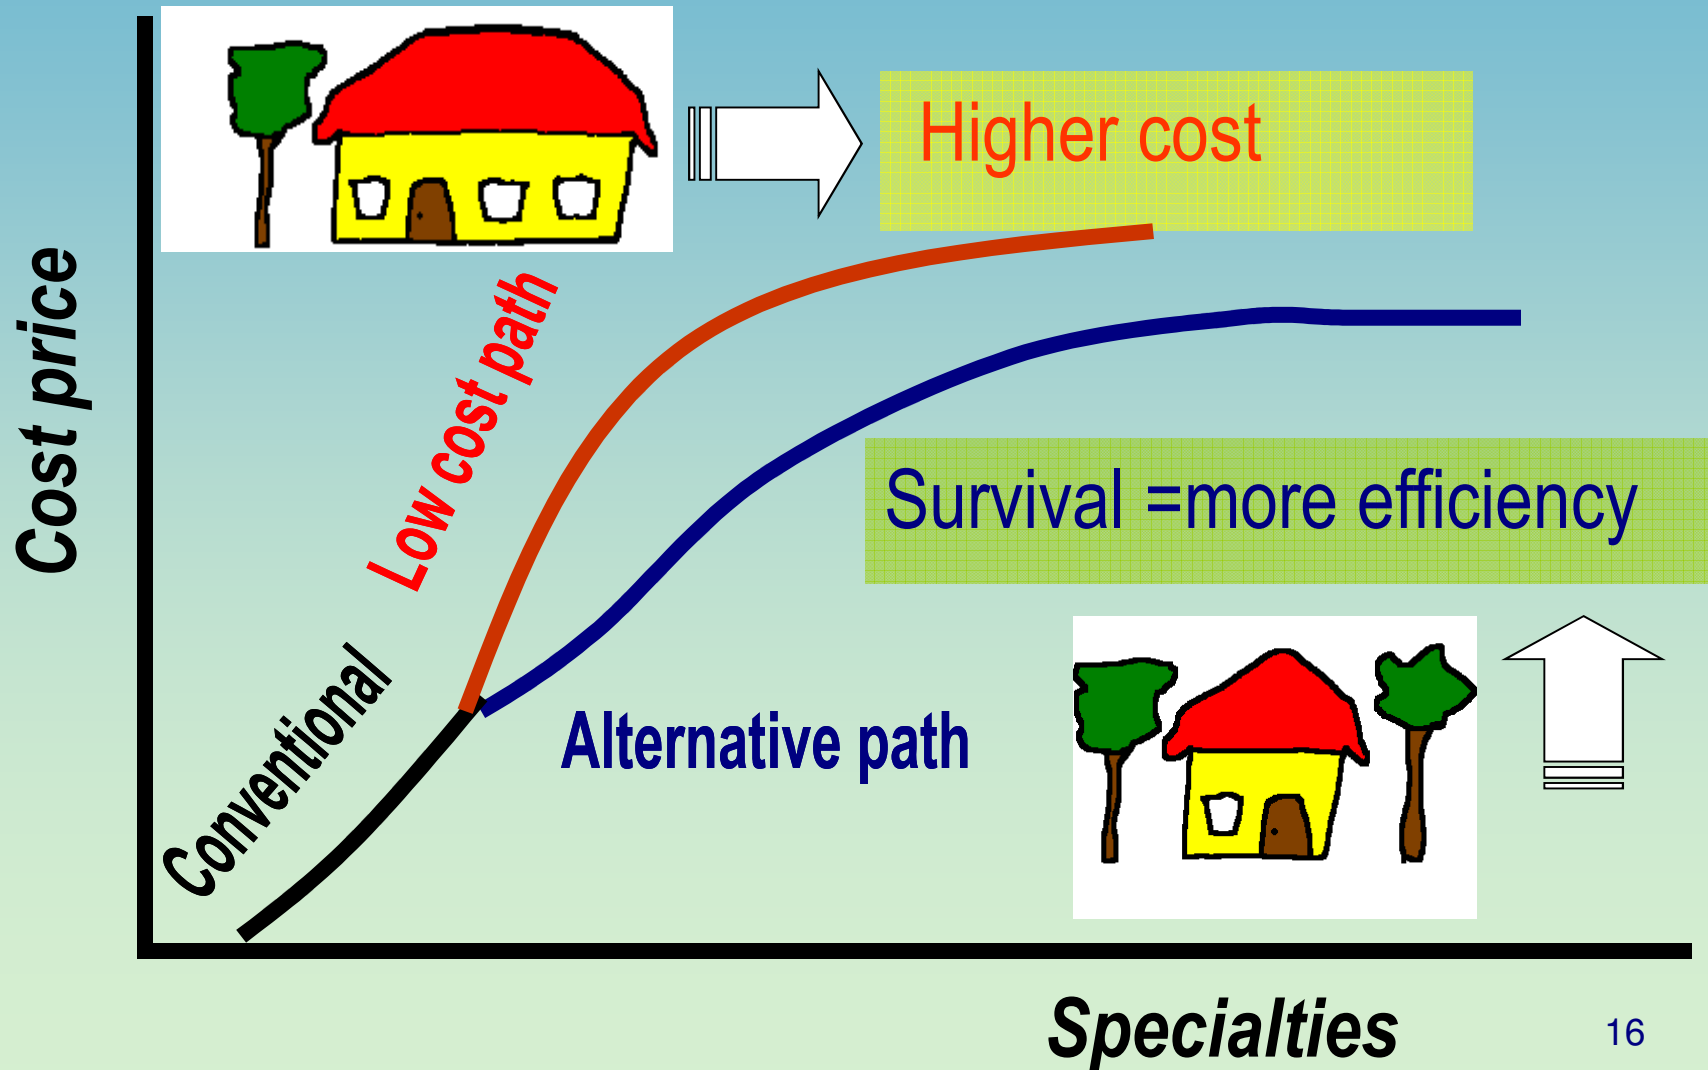 Higher cost
Cost price
Low cost path
Survival =more efficiency
Conventional
Alternative path
Specialties
16